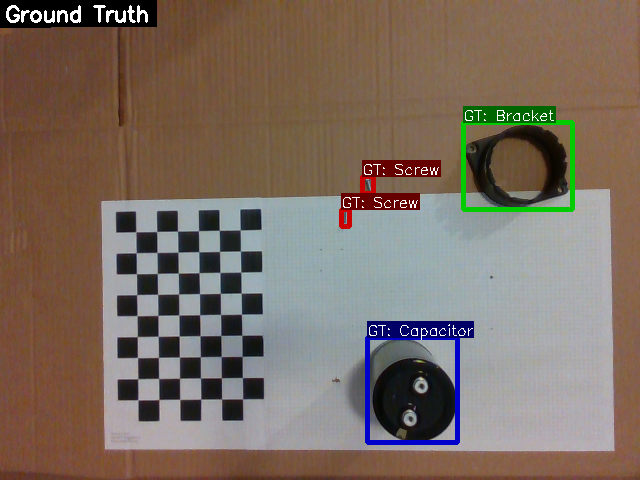 Ground Truth
GT: Bracket
GT: Screw
GT: Screw
GT: Capacitor